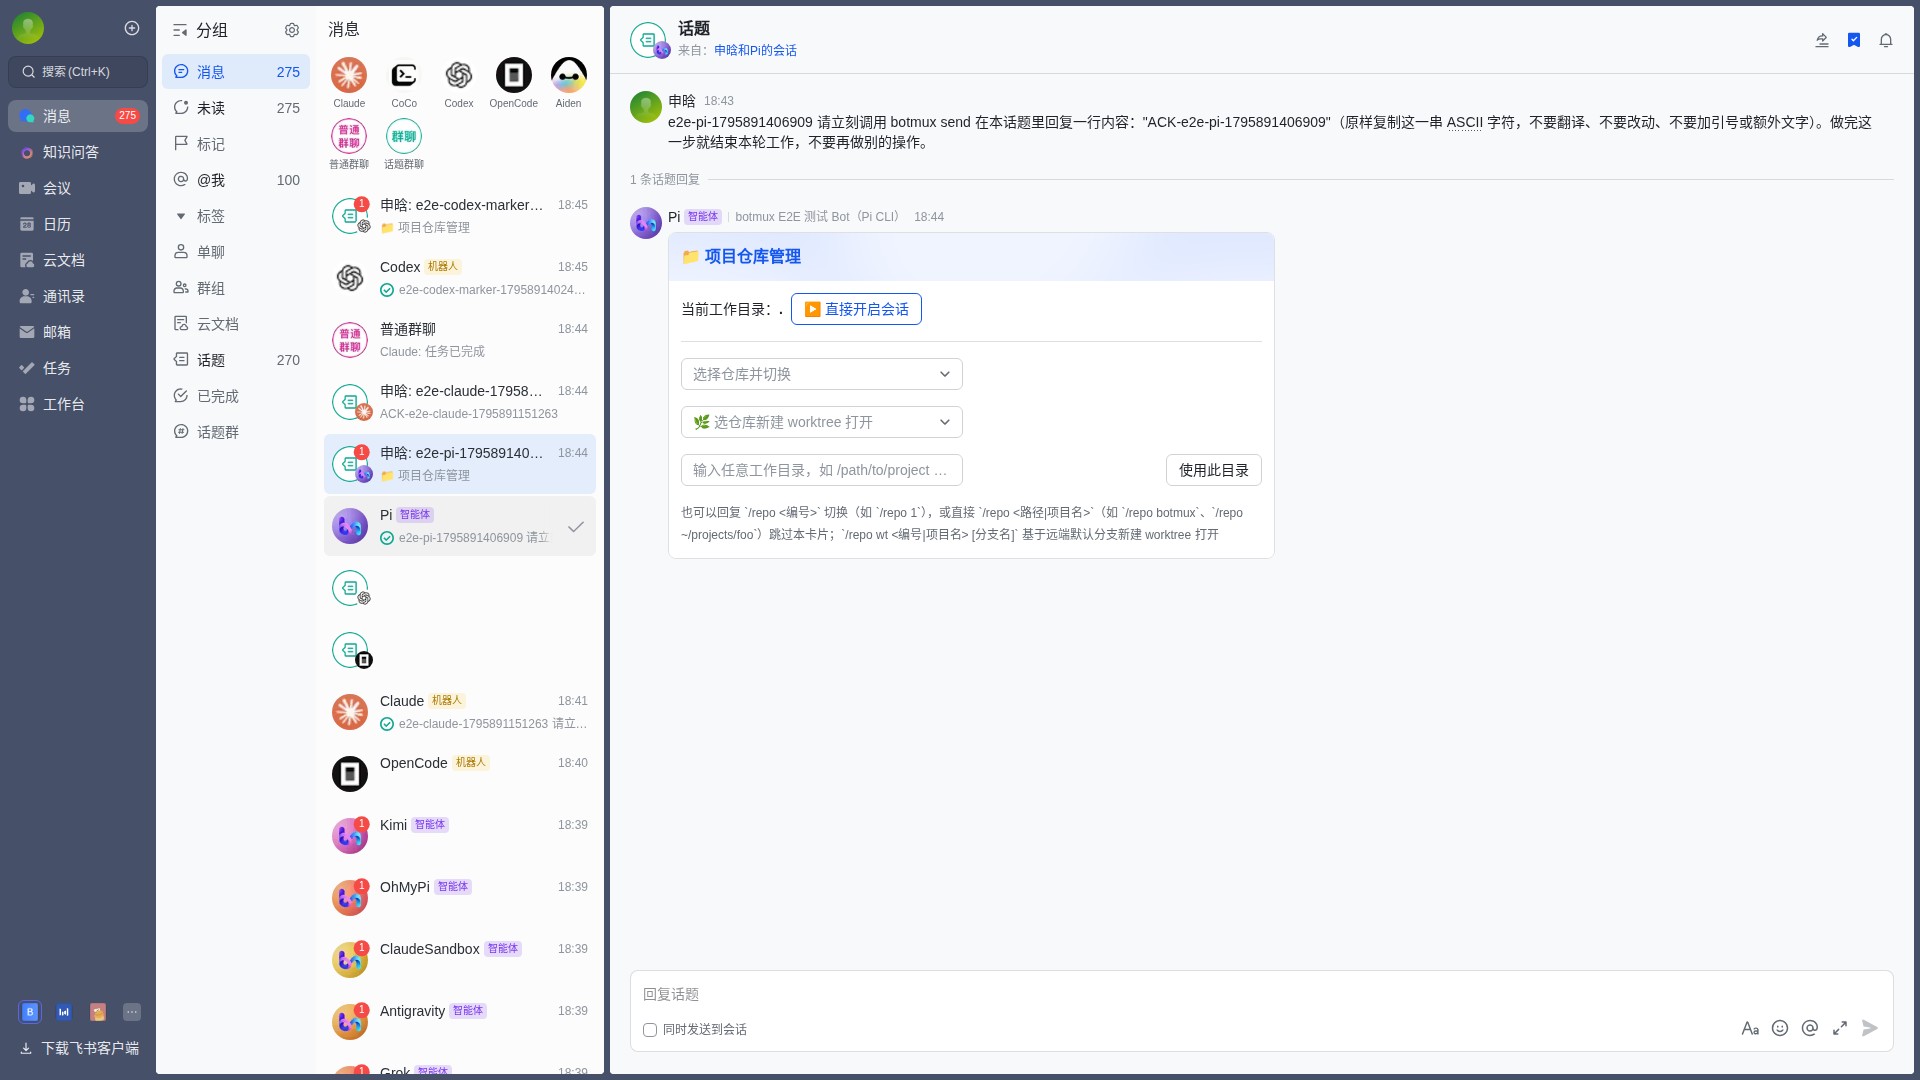 搜索 (Ctrl+K)
消息
275
知识问答
会议
日历
云文档
通讯录
邮箱
任务
工作台
B
下载飞书客户端
分组
消息
275
未读
275
标记
@我
100
标签
单聊
群组
云文档
话题
270
已完成
话题群
消息
Claude
CoCo
Codex
OpenCode
Aiden
普通
群聊
普通群聊
群聊
话题群聊
1
申晗: e2e-codex-marker…
18:45
📁 项目仓库管理
Codex 机器人
18:45
e2e-codex-marker-17958914024…
普通
群聊
普通群聊
18:44
Claude: 任务已完成
申晗: e2e-claude-17958…
18:44
ACK-e2e-claude-1795891151263
1
申晗: e2e-pi-179589140…
18:44
📁 项目仓库管理
Pi 智能体
e2e-pi-1795891406909 请立
Claude 机器人
18:41
e2e-claude-1795891151263 请立…
OpenCode 机器人
18:40
1
Kimi 智能体
18:39
1
OhMyPi 智能体
18:39
1
ClaudeSandbox 智能体
18:39
1
Antigravity 智能体
18:39
1
Grok 智能体
18:39
话题
来自：申晗和Pi的会话
申晗 18:43
e2e-pi-1795891406909 请立刻调用 botmux send 在本话题里回复一行内容："ACK-e2e-pi-1795891406909"（原样复制这一串 ASCII 字符，不要翻译、不要改动、不要加引号或额外文字）。做完这
一步就结束本轮工作，不要再做别的操作。
1 条话题回复
Pi 智能体 | botmux E2E 测试 Bot（Pi CLI） 18:44
📁 项目仓库管理
当前工作目录：. ▶️ 直接开启会话
选择仓库并切换
🌿 选仓库新建 worktree 打开
输入任意工作目录，如 /path/to/project …
使用此目录
也可以回复 `/repo <编号>` 切换（如 `/repo 1`），或直接 `/repo <路径|项目名>`（如 `/repo botmux`、`/repo
~/projects/foo`）跳过本卡片；`/repo wt <编号|项目名> [分支名]` 基于远端默认分支新建 worktree 打开
回复话题
同时发送到会话
Aa